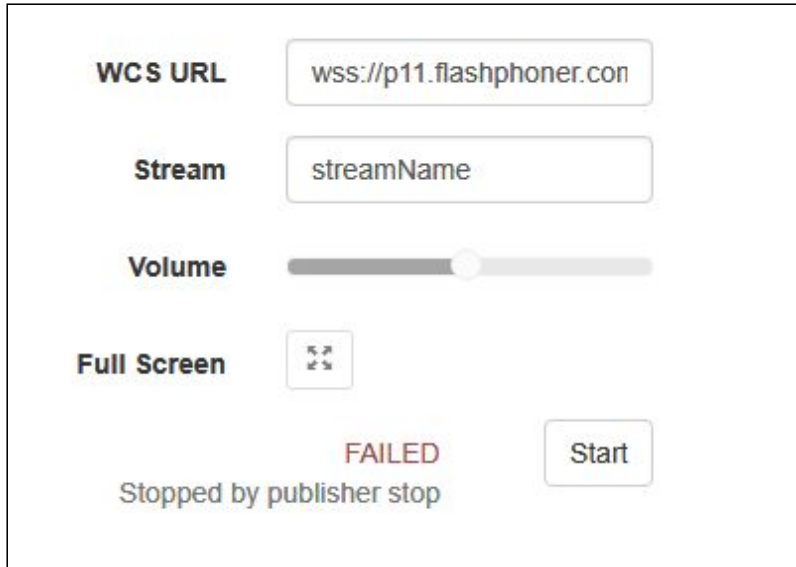 WCS URL wss://p11.flashphoner.con
Stream streamName
Volume
Full Screen
FAILED Start
Stopped by publisher stop